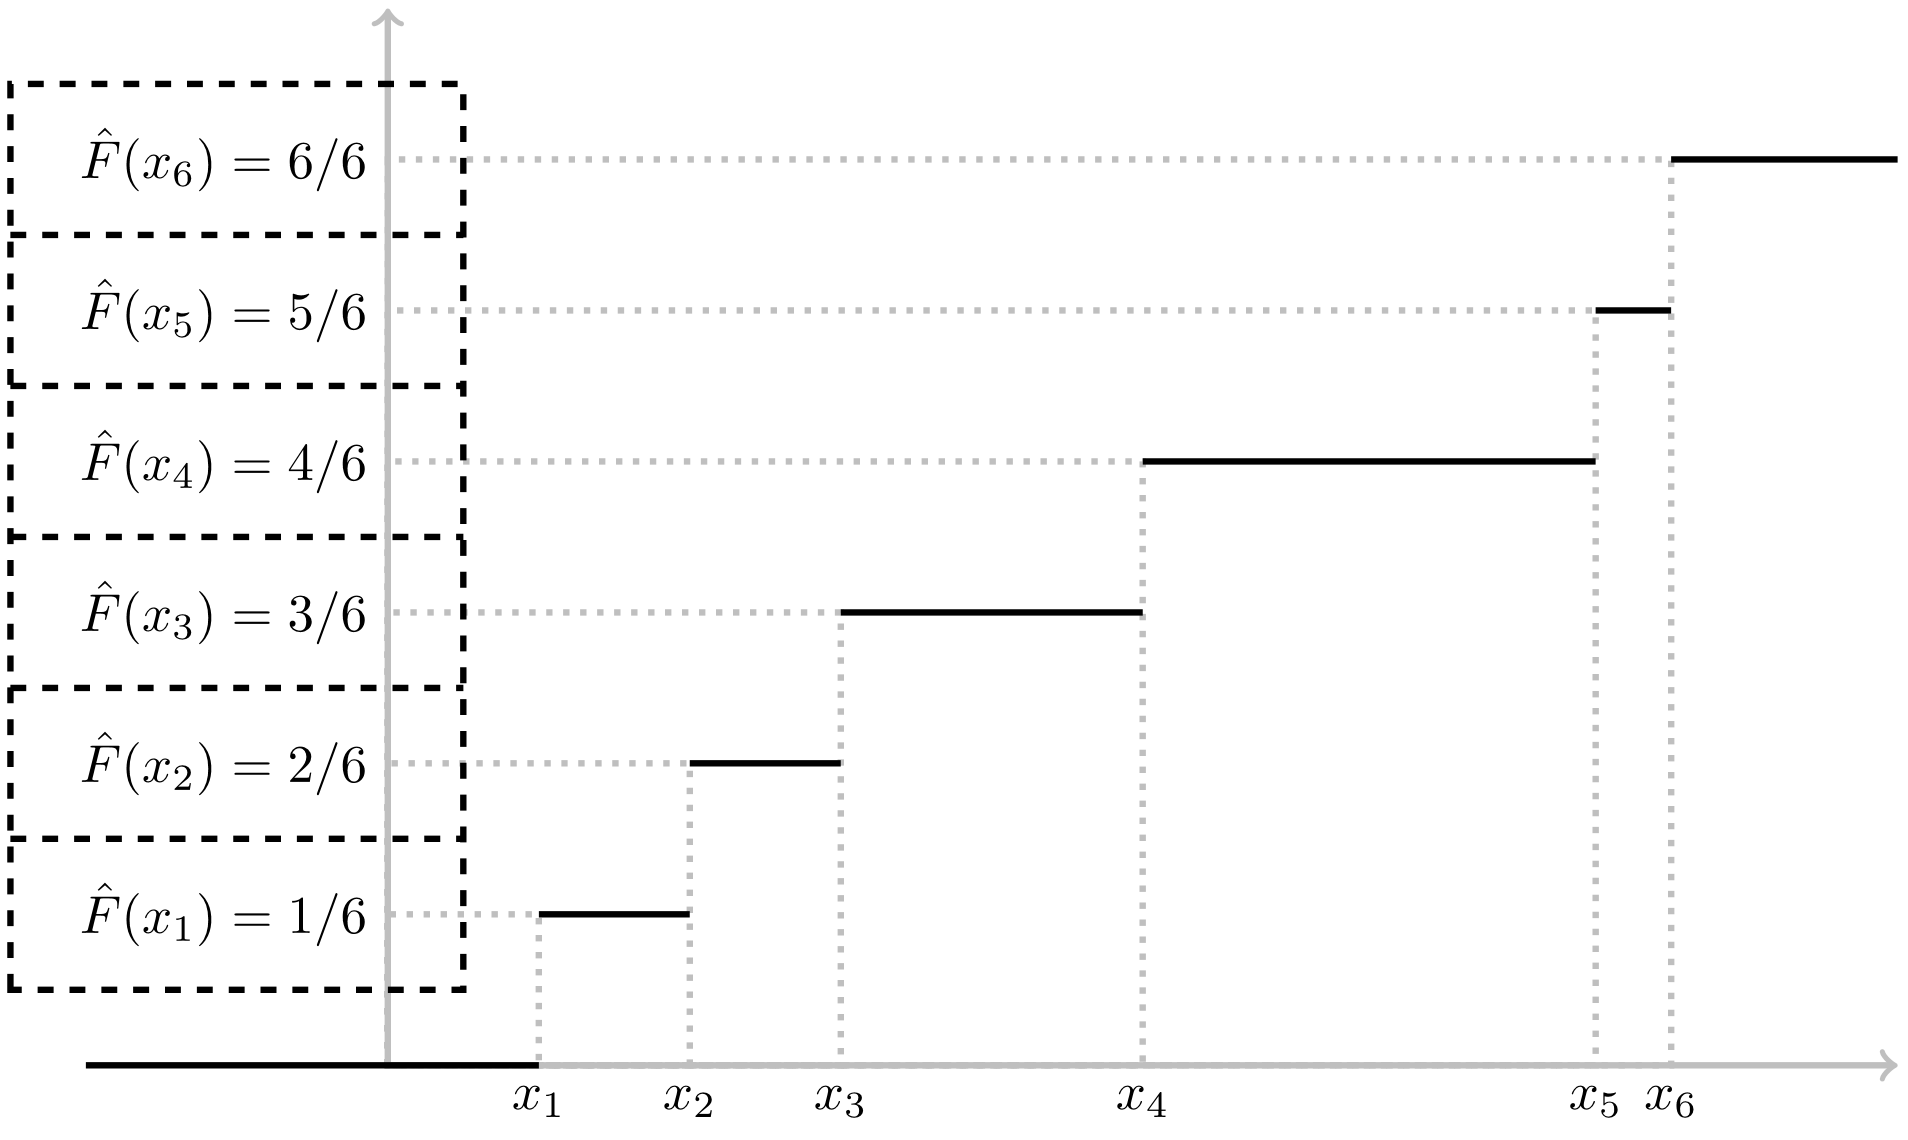 F̂(x₆) = 6/6
F̂(x₅) = 5/6
F̂(x₄) = 4/6
F̂(x₃) = 3/6
F̂(x₂) = 2/6
F̂(x₁) = 1/6
x₁ x₂ x₃ x₄ x₅ x₆